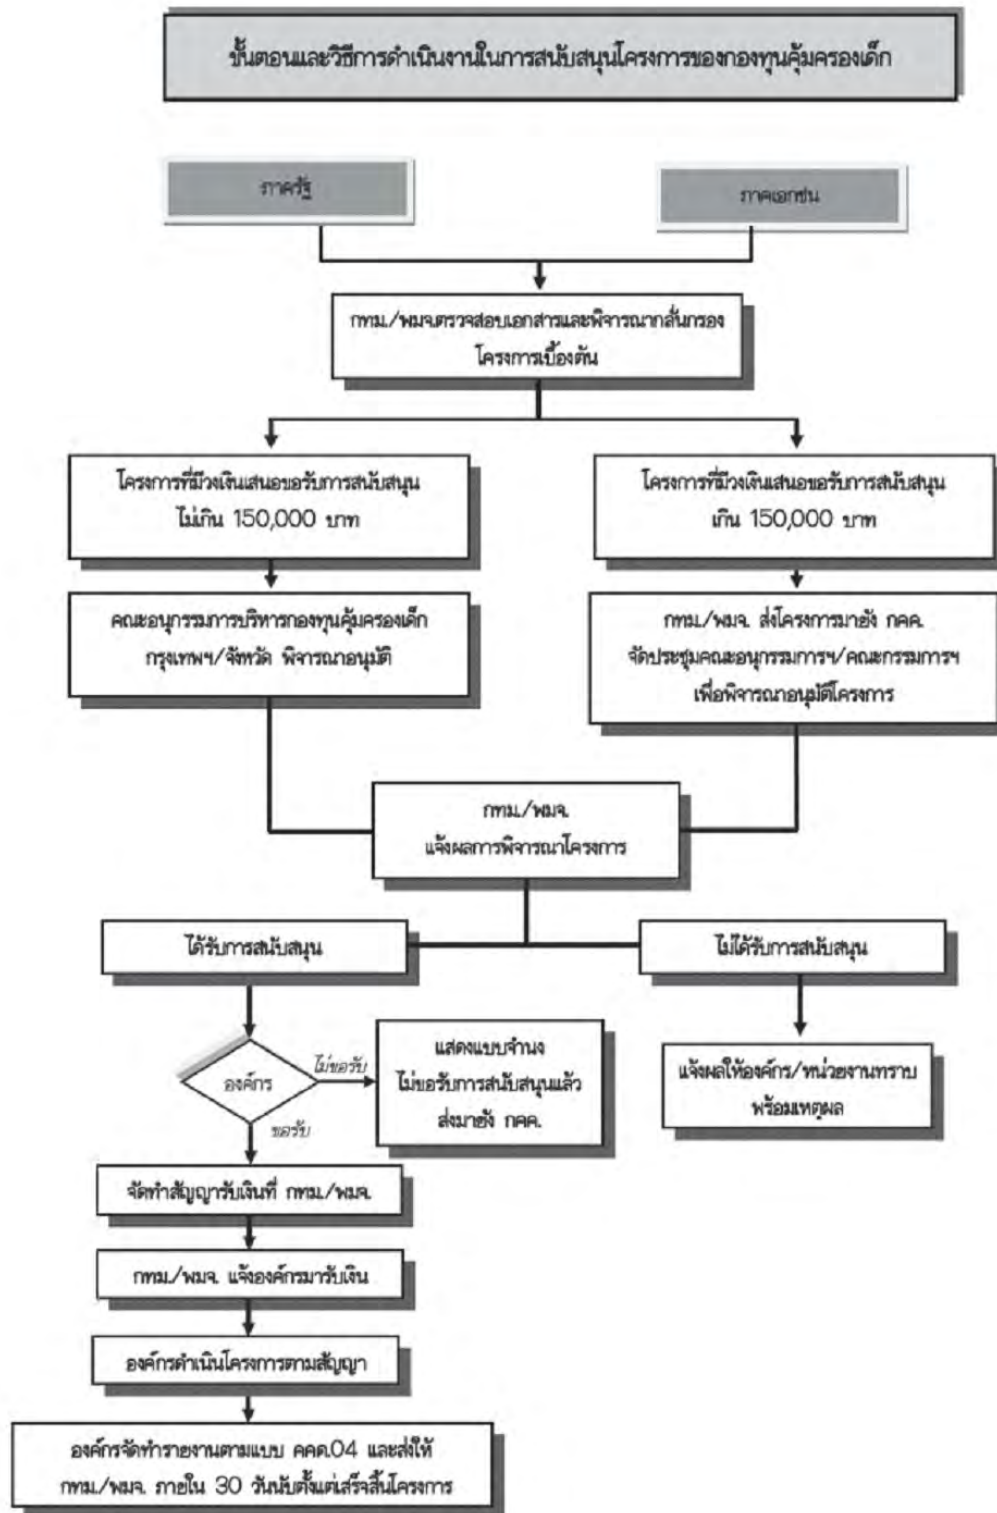 ขั้นตอนและวิธีการดำเนินงานในการสนับสนุนโครงการของกองทุนคุ้มครองเด็ก
ภาครัฐ
ภาคเอกชน
กทม./พมจ.ตรวจสอบเอกสารและพิจารณากลั่นกรอง
โครงการเบื้องต้น
โครงการที่มีวงเงินเสนอขอรับการสนับสนุน
ไม่เกิน 150,000 บาท
โครงการที่มีวงเงินเสนอขอรับการสนับสนุน
เกิน 150,000 บาท
คณะอนุกรรมการบริหารกองทุนคุ้มครองเด็ก
กรุงเทพฯ/จังหวัด พิจารณาอนุมัติ
กทม./พมจ. ส่งโครงการมายัง กคค.
จัดประชุมคณะอนุกรรมการฯ/คณะกรรมการฯ
เพื่อพิจารณาอนุมัติโครงการ
กทม./พมจ.
แจ้งผลการพิจารณาโครงการ
ได้รับการสนับสนุน
ไม่ได้รับการสนับสนุน
องค์กร
ไม่ขอรับ
แสดงแบบจำนง
ไม่ขอรับการสนับสนุนแล้ว
ส่งมายัง กคค.
แจ้งผลให้องค์กร/หน่วยงานทราบ
พร้อมเหตุผล
ขอรับ
จัดทำสัญญารับเงินที่ กทม./พมจ.
กทม./พมจ. แจ้งองค์กรมารับเงิน
องค์กรดำเนินโครงการตามสัญญา
องค์กรจัดทำรายงานตามแบบ คคด.04 และส่งให้
กทม./พมจ. ภายใน 30 วันนับตั้งแต่เสร็จสิ้นโครงการ